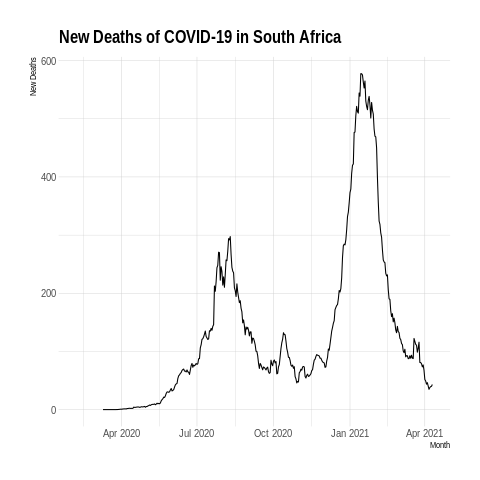 New Deaths of COVID-19 in South Africa
New Deaths
600
400
200
0
Apr 2020 Jul 2020 Oct 2020 Jan 2021 Apr 2021
Month